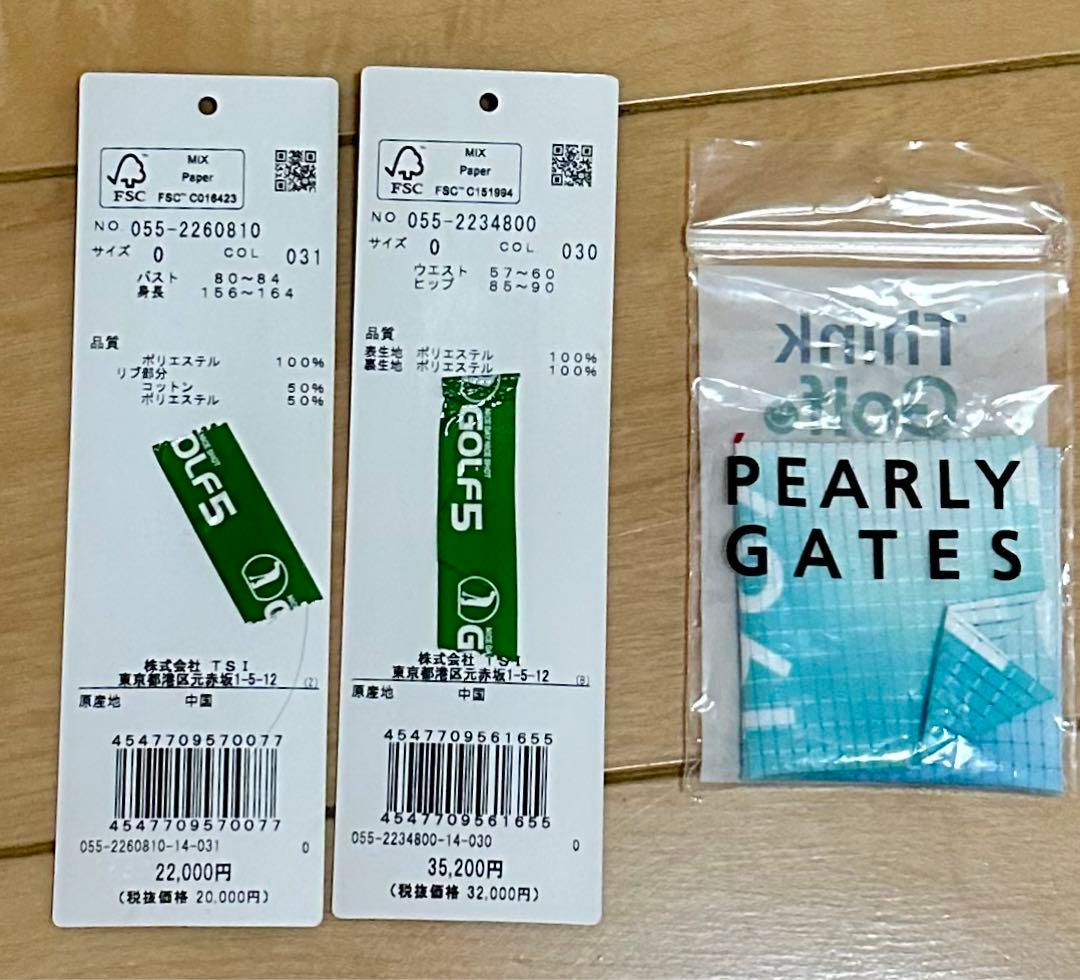 MIX
Paper
FSC
FSC™ C016423
NO 055-2260810
サイズ 0 COL 031
バスト 80〜84
身長 156〜164
品質
ポリエステル 100%
リブ部分
コットン 50%
ポリエステル 50%
OLF5
株式会社 TSI
東京都港区元赤坂1-5-12 (2)
原産地 中国
4547709570077
4547709570077
055-2260810-14-031 0
22,000円
(税抜価格 20,000円)
MIX
Paper
FSC
FSC™ C151994
NO 055-2234800
サイズ 0 COL 030
ウエスト 57〜60
ヒップ 85〜90
品質
表生地 ポリエステル 100%
裏生地 ポリエステル 100%
GOLF5
G
株式会社 TSI
東京都港区元赤坂1-5-12 (8)
原産地 中国
4547709561655
4547709561655
055-2234800-14-030 0
35,200円
(税抜価格 32,000円)
Think
Golf.
PEARLY
GATES